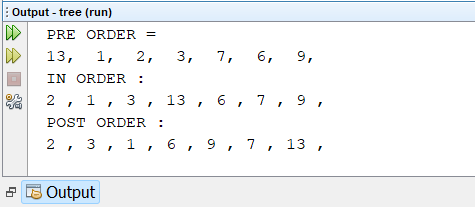 Output - tree (run)
PRE ORDER =
13, 1, 2, 3, 7, 6, 9,
IN ORDER :
2 , 1 , 3 , 13 , 6 , 7 , 9 ,
POST ORDER :
2 , 3 , 1 , 6 , 9 , 7 , 13 ,
Output